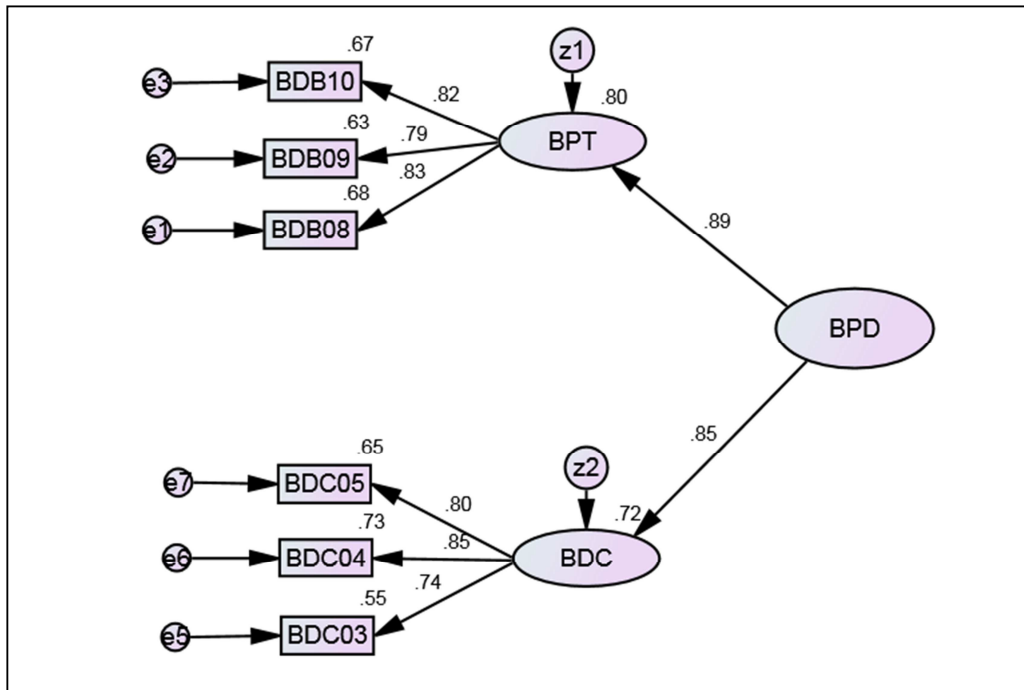 z1
.67
e3
BDB10
.82
.80
BPT
.63
e2
BDB09
.79
.83
.68
e1
BDB08
.89
BPD
.85
.65
e7
BDC05
.80
z2
.72
BDC
.73
e6
BDC04
.85
.74
.55
e5
BDC03